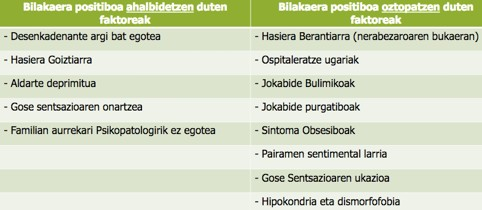 Bilakaera positiboa ahalbidetzen duten faktoreak
Bilakaera positiboa oztopatzen duten faktoreak
- Desenkadenante argi bat egotea
- Hasiera Berantiarra (nerabezaroaren bukaeran)
- Hasiera Goiztiarra
- Ospitaleratze ugariak
- Aldarte deprimitua
- Jokabide Bulimikoak
- Gose sentsazioaren onartzea
- Jokabide purgatiboak
- Familian aurrekari Psikopatologirik ez egotea
- Sintoma Obsesiboak
- Pairamen sentimental larria
- Gose Sentsazioaren ukazioa
- Hipokondria eta dismorfofobia